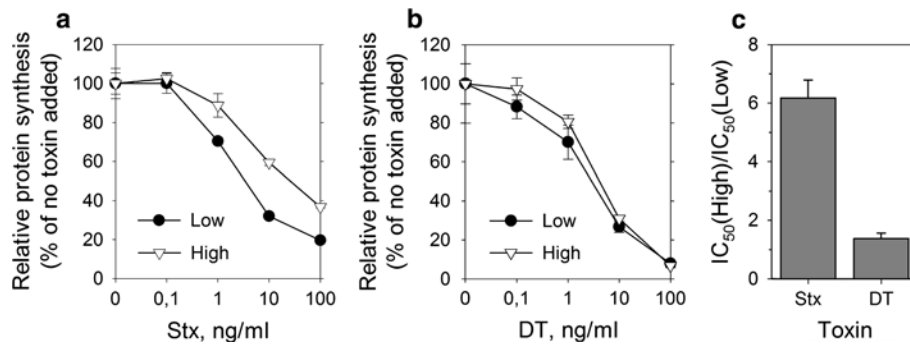 a
Relative protein synthesis
(% of no toxin added)
120
100
80
60
40
20
0
Low
High
0 0,1 1 10 100
Stx, ng/ml
b
Relative protein synthesis
(% of no toxin added)
120
100
80
60
40
20
0
Low
High
0 0,1 1 10 100
DT, ng/ml
c
IC50(High)/IC50(Low)
8
6
4
2
0
Stx DT
Toxin